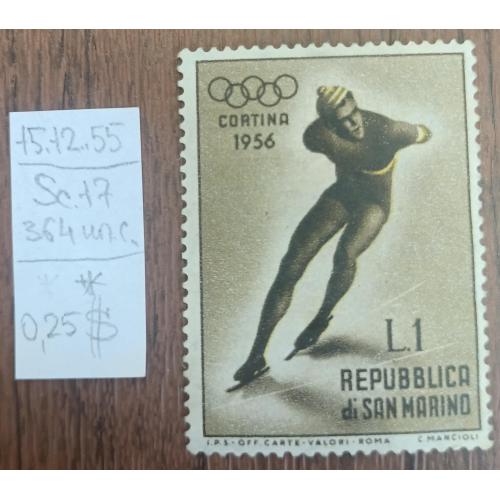 15.12.55
Sc. 17
364 м.с.
* **
0,25 $
CORTINA
1956
L.1
REPUBBLICA
di SAN MARINO
I.P.S - OFF. CARTE - VALORI - ROMA
C. MANCIOLI